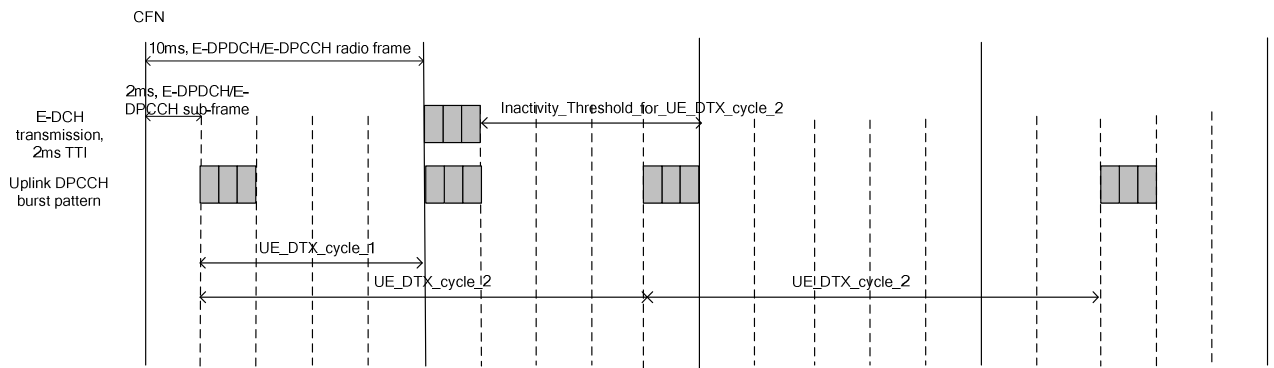 CFN
10ms, E-DPDCH/E-DPCCH radio frame
2ms, E-DPDCH/E-
DPCCH sub-frame
E-DCH
transmission,
2ms TTI
Inactivity_Threshold_for_UE_DTX_cycle_2
Uplink DPCCH
burst pattern
UE_DTX_cycle_1
UE_DTX_cycle_2
UE_DTX_cycle_2